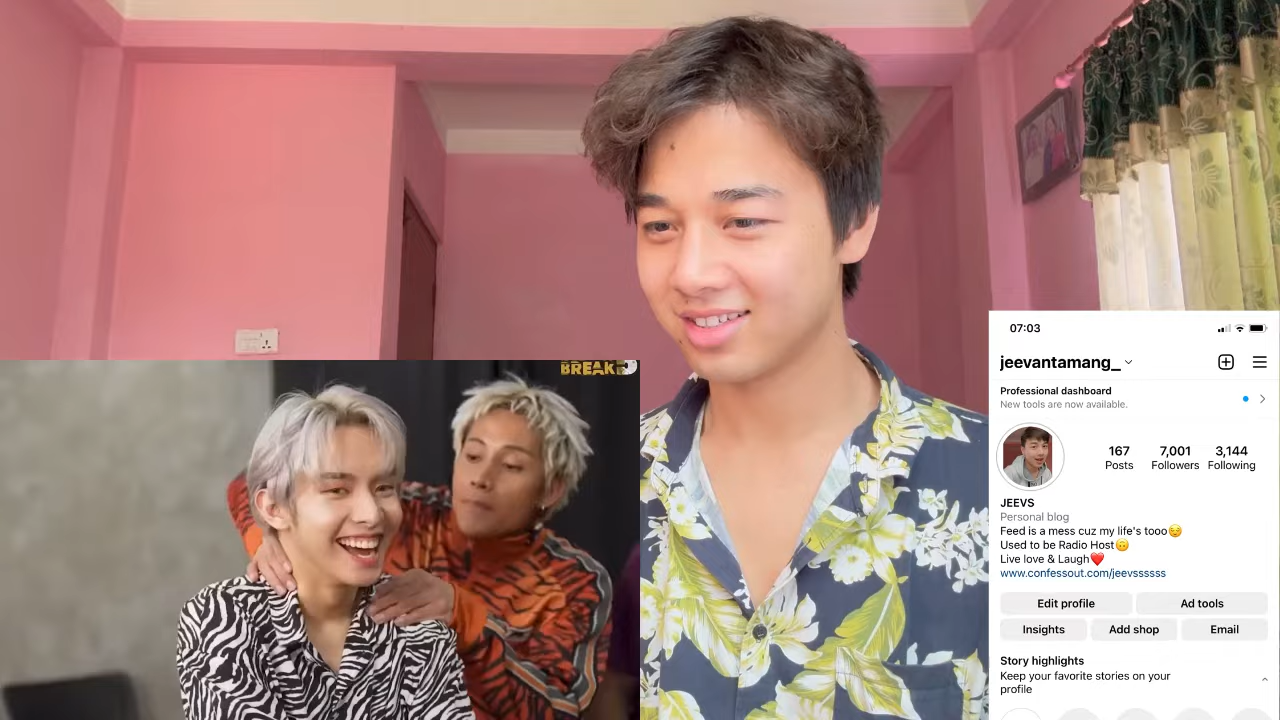 BREAK
07:03
jeevantamang_
Professional dashboard
New tools are now available.
167 7,001 3,144
Posts Followers Following
JEEVS
Personal blog
Feed is a mess cuz my life's tooo😏
Used to be Radio Host🙃
Live love & Laugh❤️
www.confessout.com/jeevssssss
Edit profile Ad tools
Insights Add shop Email
Story highlights
Keep your favorite stories on your
profile